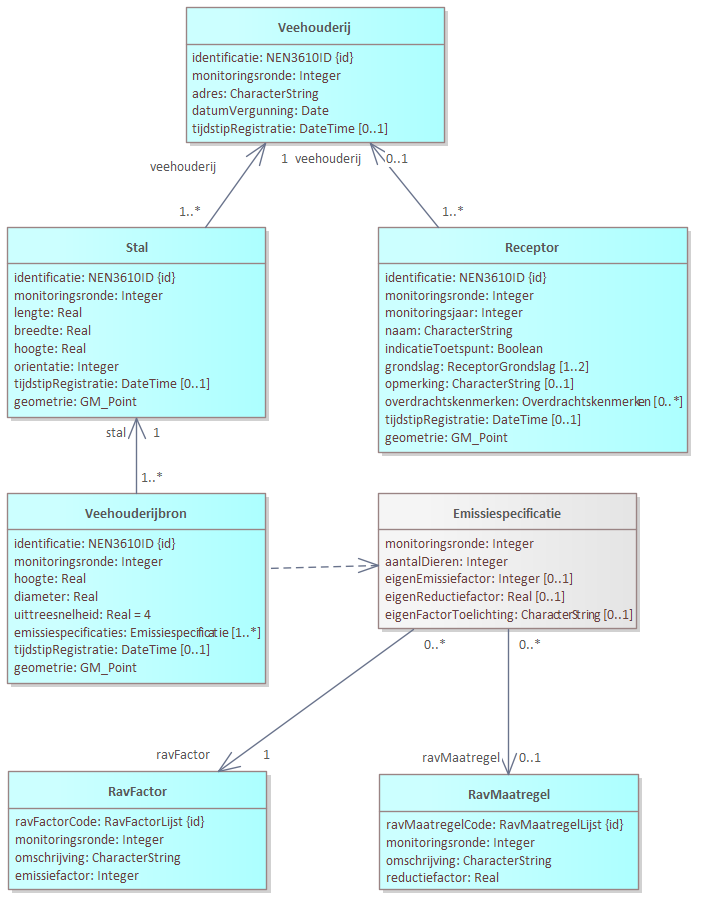 Veehouderij
identificatie: NEN3610ID {id}
monitoringsronde: Integer
adres: CharacterString
datumVergunning: Date
tijdstipRegistratie: DateTime [0..1]
veehouderij
1
veehouderij
0..1
1..*
1..*
Stal
identificatie: NEN3610ID {id}
monitoringsronde: Integer
lengte: Real
breedte: Real
hoogte: Real
orientatie: Integer
tijdstipRegistratie: DateTime [0..1]
geometrie: GM_Point
Receptor
identificatie: NEN3610ID {id}
monitoringsronde: Integer
monitoringsjaar: Integer
naam: CharacterString
indicatieToetspunt: Boolean
grondslag: ReceptorGrondslag [1..2]
opmerking: CharacterString [0..1]
overdrachtskenmerken: Overdrachtskenmerken [0..*]
tijdstipRegistratie: DateTime [0..1]
geometrie: GM_Point
stal
1
1..*
Veehouderijbron
identificatie: NEN3610ID {id}
monitoringsronde: Integer
hoogte: Real
diameter: Real
uittreesnelheid: Real = 4
emissiespecificaties: Emissiespecificatie [1..*]
tijdstipRegistratie: DateTime [0..1]
geometrie: GM_Point
Emissiespecificatie
monitoringsronde: Integer
aantalDieren: Integer
eigenEmissiefactor: Integer [0..1]
eigenReductiefactor: Real [0..1]
eigenFactorToelichting: CharacterString [0..1]
0..*
0..*
ravFactor
1
ravMaatregel
0..1
RavFactor
ravFactorCode: RavFactorLijst {id}
monitoringsronde: Integer
omschrijving: CharacterString
emissiefactor: Integer
RavMaatregel
ravMaatregelCode: RavMaatregelLijst {id}
monitoringsronde: Integer
omschrijving: CharacterString
reductiefactor: Real